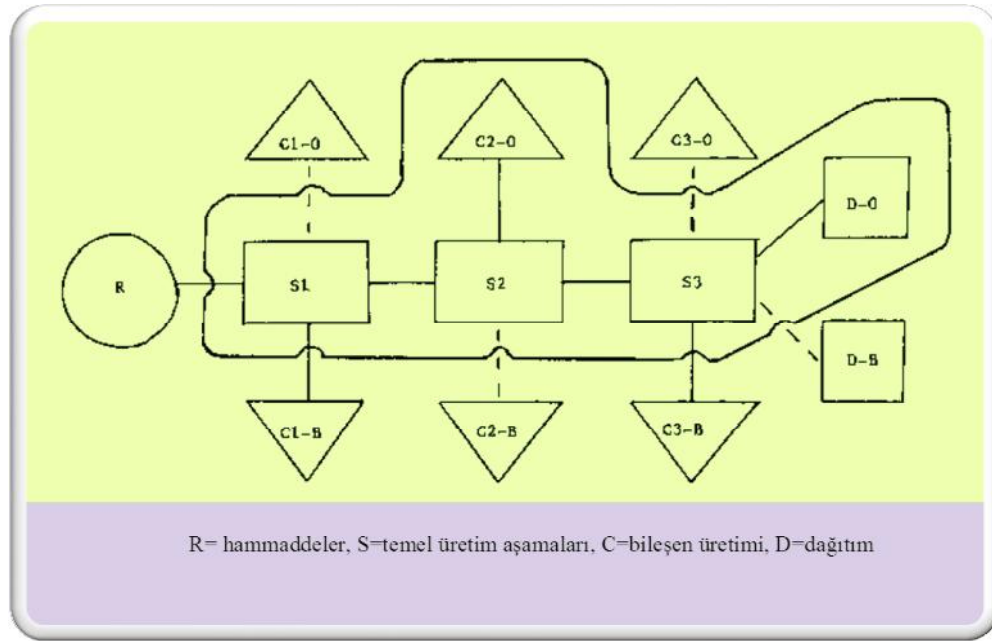 C1-O
C2-O
C3-O
D-O
R
S1
S2
S3
D-B
C1-B
C2-B
C3-B
R= hammaddeler, S=temel üretim aşamaları, C=bileşen üretimi, D=dağıtım